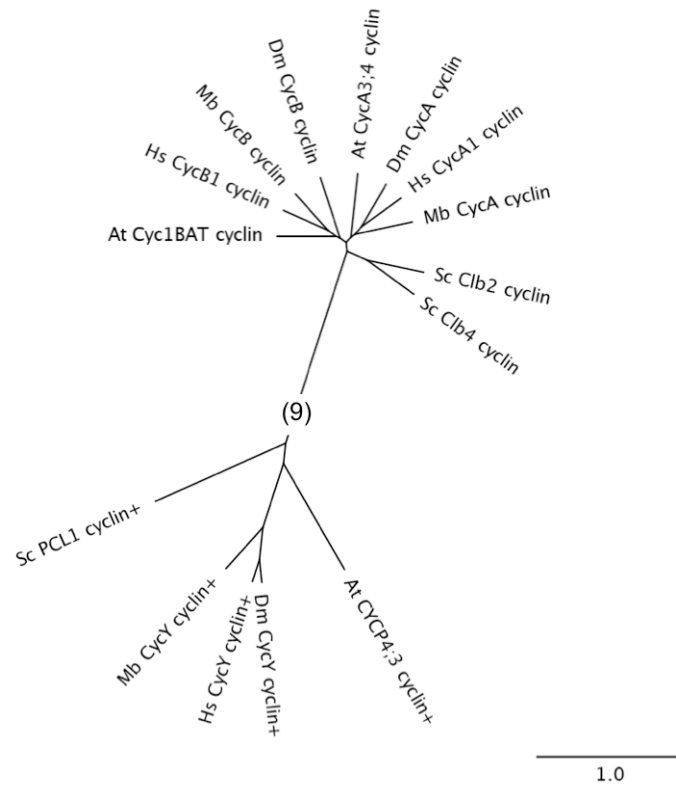 Dm CycB cyclin
At CycA3;4 cyclin
Dm CycA cyclin
Mb CycB cyclin
Hs CycA1 cyclin
Hs CycB1 cyclin
Mb CycA cyclin
At Cyc1BAT cyclin
Sc Clb2 cyclin
Sc Clb4 cyclin
(9)
Sc PCL1 cyclin+
Mb CycY cyclin+
Hs CycY cyclin+
Dm CycY cyclin+
At CYCP4;3 cyclin+
1.0